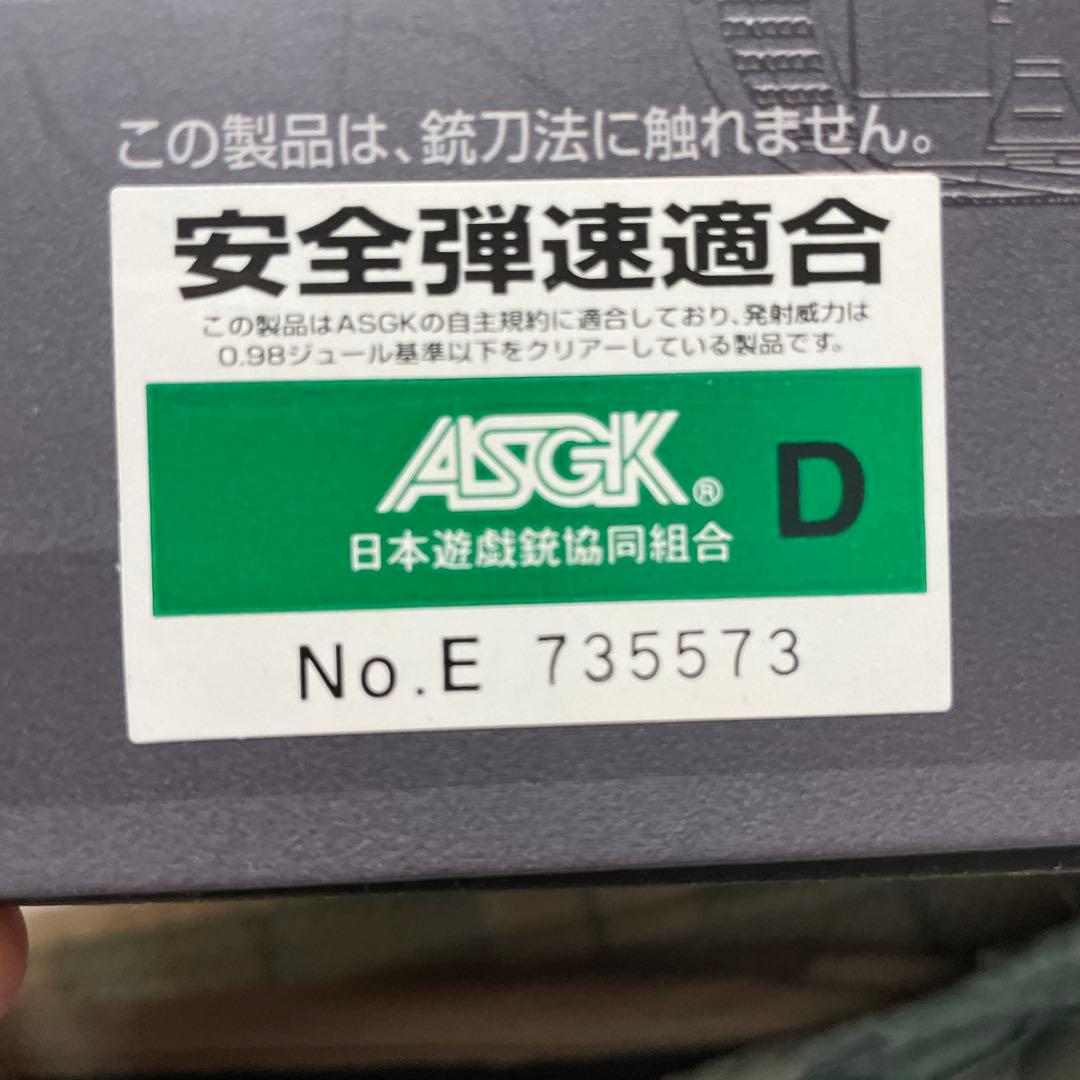 この製品は、銃刀法に触れません。
安全弾速適合
この製品はASGKの自主規約に適合しており、発射威力は
0.98ジュール基準以下をクリアーしている製品です。
ASGK® D
日本遊戯銃協同組合
No.E 735573